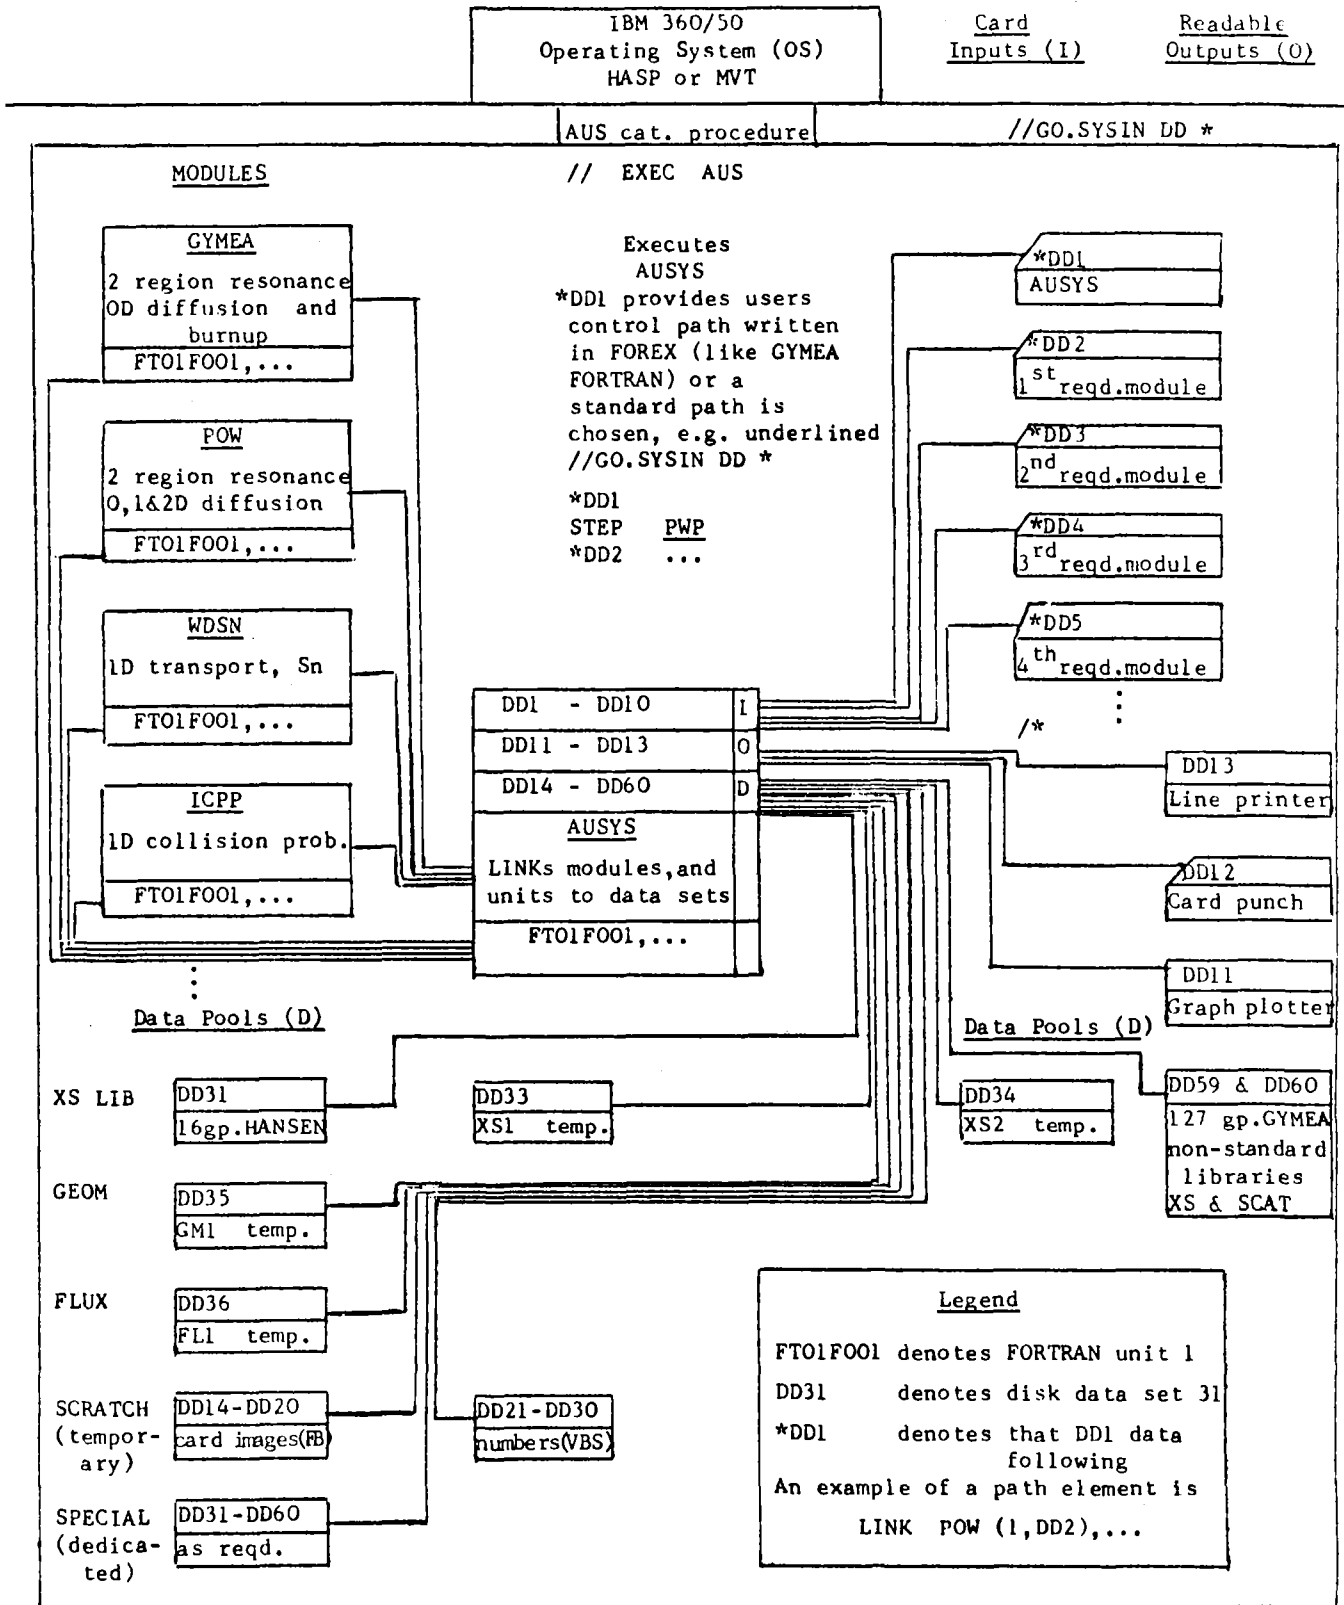 IBM 360/50
Operating System (OS)
HASP or MVT
Card
Inputs (I)
Readable
Outputs (O)
AUS cat. procedure
//GO.SYSIN DD *
MODULES
// EXEC AUS
GYMEA
2 region resonance
OD diffusion and
burnup
FT01F001,...
POW
2 region resonance
0,1&2D diffusion
FT01F001,...
WDSN
1D transport, Sn
FT01F001,...
ICPP
1D collision prob.
FT01F001,...
Executes
AUSYS
*DD1 provides users
control path written
in FOREX (like GYMEA
FORTRAN) or a
standard path is
chosen, e.g. underlined
//GO.SYSIN DD *
*DD1
STEP PWP
*DD2 ...
*DD1
AUSYS
*DD2
1st reqd.module
*DD3
2nd reqd.module
*DD4
3rd reqd.module
*DD5
4th reqd.module
/*
DD1 - DD10 I
DD11 - DD13 O
DD14 - DD60 D
AUSYS
LINKs modules,and
units to data sets
FT01F001,...
DD13
Line printer
DD12
Card punch
DD11
Graph plotter
Data Pools (D)
Data Pools (D)
XS LIB
DD31
16gp.HANSEN
DD33
XS1 temp.
DD34
XS2 temp.
DD59 & DD60
127 gp.GYMEA
non-standard
libraries
XS & SCAT
GEOM
DD35
GM1 temp.
FLUX
DD36
FL1 temp.
SCRATCH
(tempor-
ary)
DD14-DD20
card images(FB)
DD21-DD30
numbers(VBS)
SPECIAL
(dedica-
ted)
DD31-DD60
as reqd.
Legend
FT01F001 denotes FORTRAN unit 1
DD31 denotes disk data set 31
*DD1 denotes that DD1 data
following
An example of a path element is
LINK POW (1,DD2),...